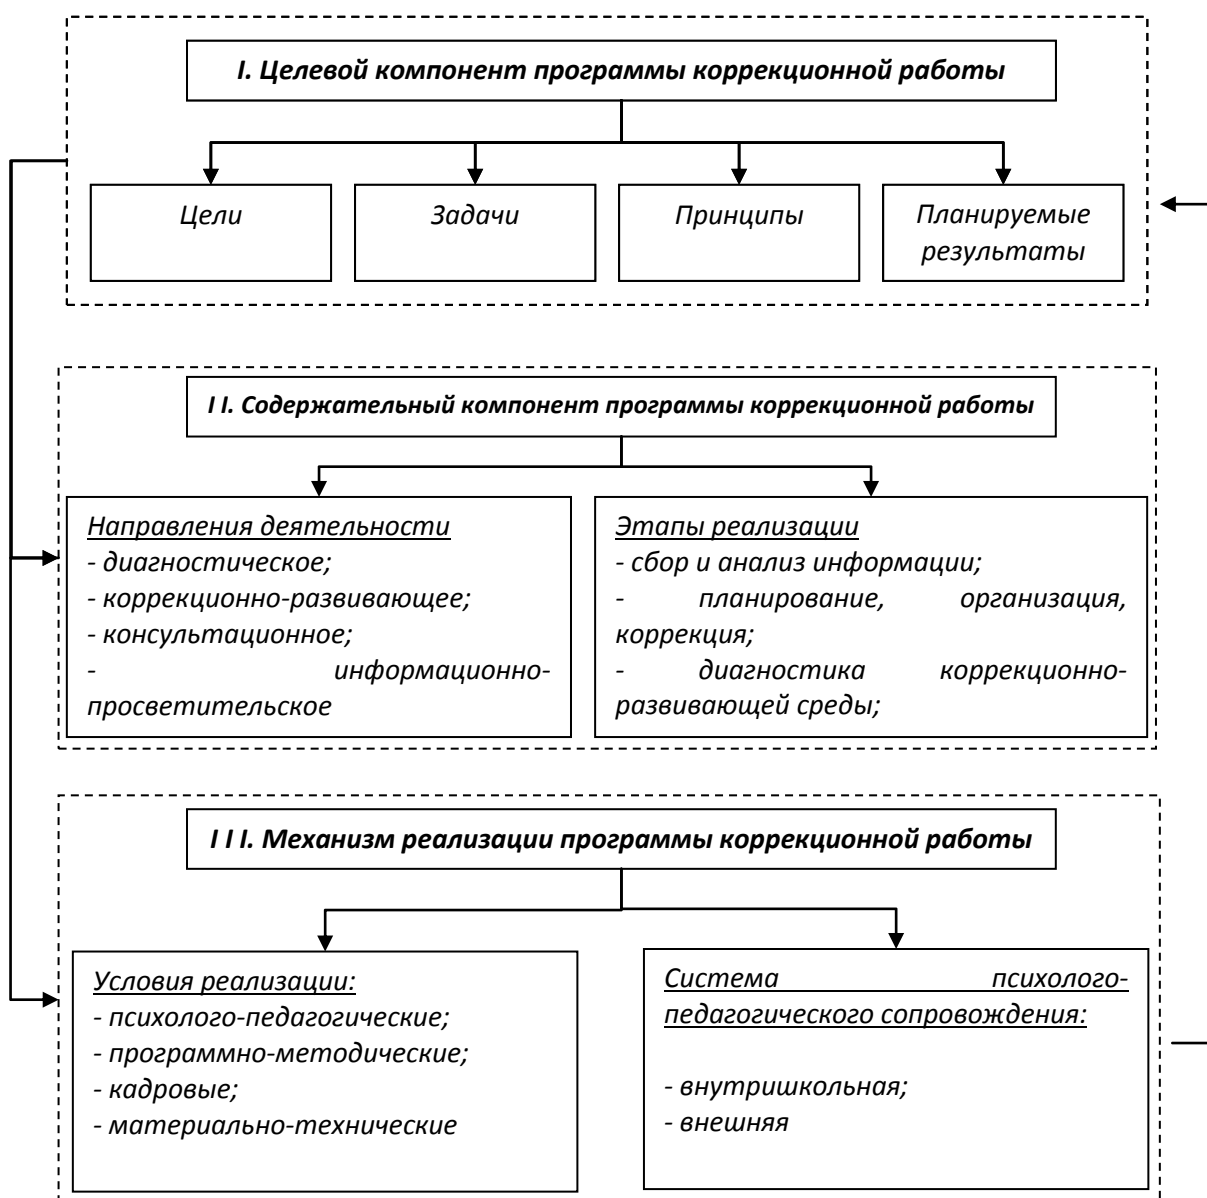 I. Целевой компонент программы коррекционной работы
Цели
Задачи
Принципы
Планируемые
результаты
I I. Содержательный компонент программы коррекционной работы
Направления деятельности
- диагностическое;
- коррекционно-развивающее;
- консультационное;
- информационно-
просветительское
Этапы реализации
- сбор и анализ информации;
- планирование, организация,
коррекция;
- диагностика коррекционно-
развивающей среды;
I I I. Механизм реализации программы коррекционной работы
Условия реализации:
- психолого-педагогические;
- программно-методические;
- кадровые;
- материально-технические
Система психолого-
педагогического сопровождения:
- внутришкольная;
- внешняя